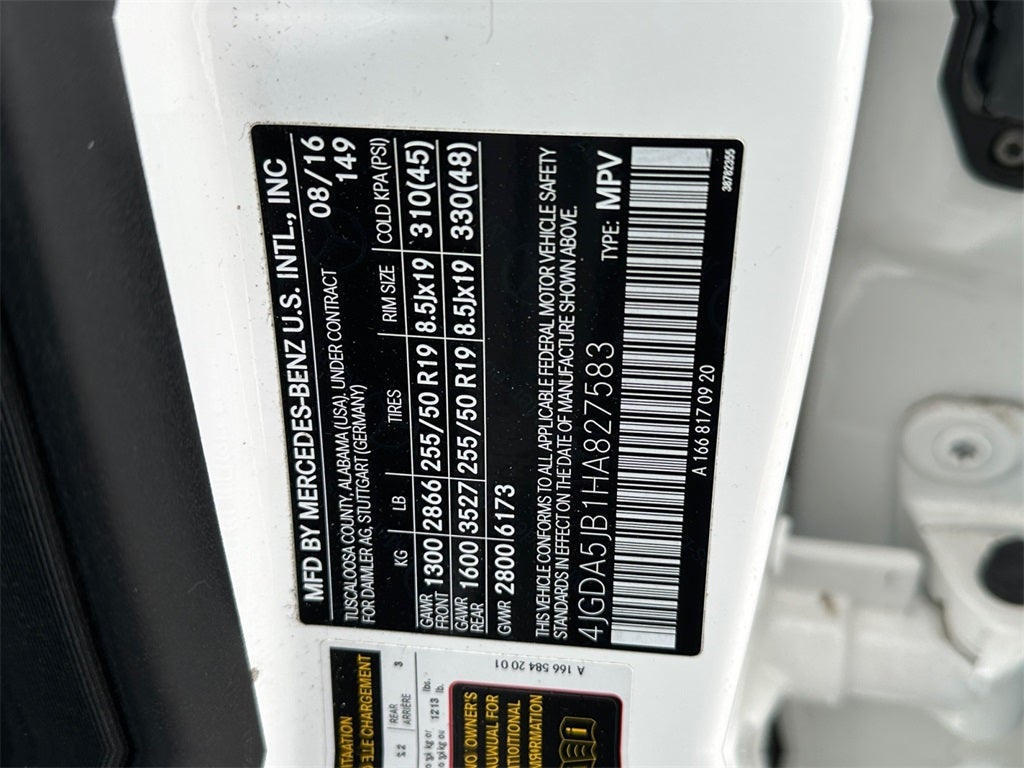 MFD BY MERCEDES-BENZ U.S. INTL., INC
TUSCALOOSA COUNTY, ALABAMA (USA). UNDER CONTRACT 08/16
FOR DAIMLER AG, STUTTGART (GERMANY) 149
KG LB TIRES RIM SIZE COLD KPA (PSI)
GAWR FRONT 1300 2866 255/50 R19 8.5Jx19 310(45)
GAWR REAR 1600 3527 255/50 R19 8.5Jx19 330(48)
GVWR 2800 6173
THIS VEHICLE CONFORMS TO ALL APPLICABLE FEDERAL MOTOR VEHICLE SAFETY
STANDARDS IN EFFECT ON THE DATE OF MANUFACTURE SHOWN ABOVE.
4JGDA5JB1HA827583 TYPE: MPV
A 166 817 09 20
38782355
E CHARGEMENT
REAR 3
ARRIÈRE
1213 lb.
lbs.
A 166 584 20 01
OWNER'S
FOR